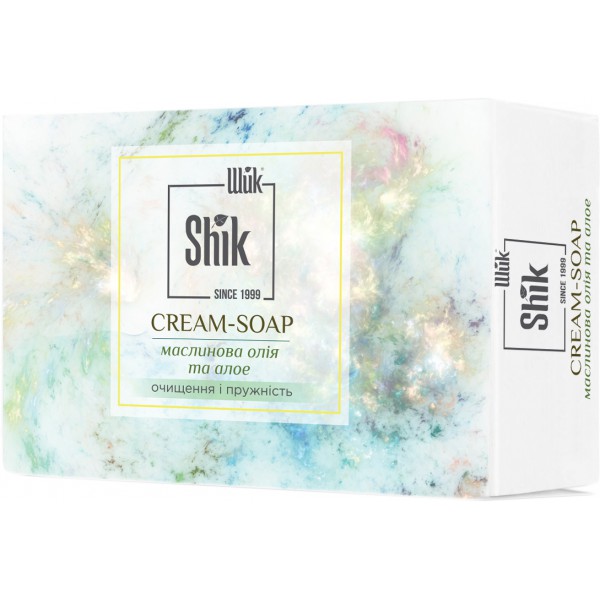 Шик®
Shik
SINCE 1999
CREAM-SOAP
маслинова олія
та алое
очищення і пружність
Шик®
Shik
SINCE 1999
CREAM-SOAP
маслинова олія та алое